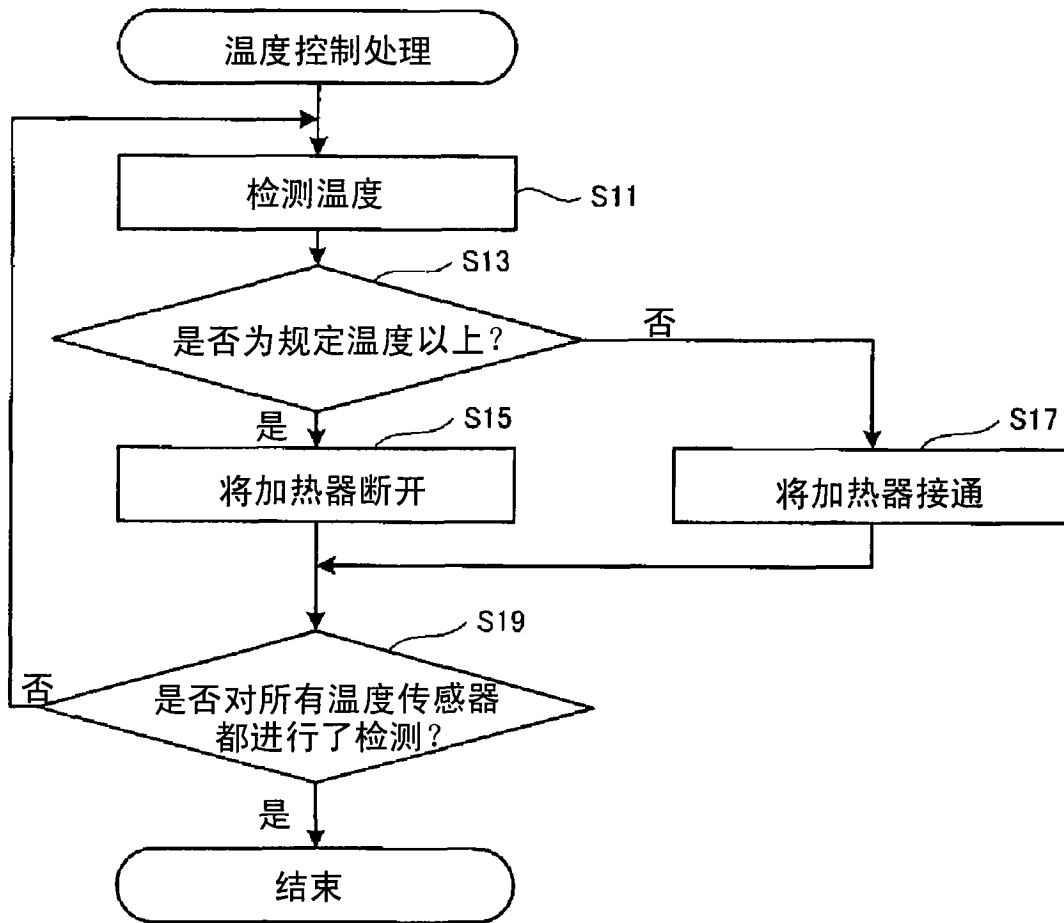 温度控制处理
检测温度
S11
S13
是否为规定温度以上?
否
是
S15
将加热器断开
S17
将加热器接通
S19
否
是否对所有温度传感器
都进行了检测?
是
结束